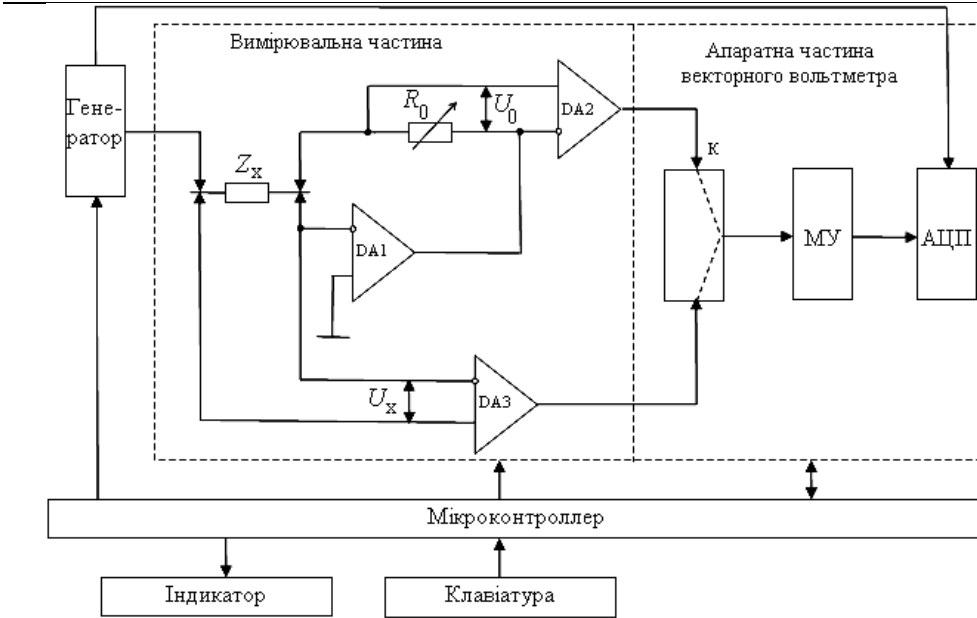 Вимірювальна частина
Апаратна частина
векторного вольтметра
Гене-
ратор
R0
U0
DA2
к
Zx
DA1
МУ
АЦП
Ux
DA3
Мікроконтроллер
Індикатор
Клавіатура